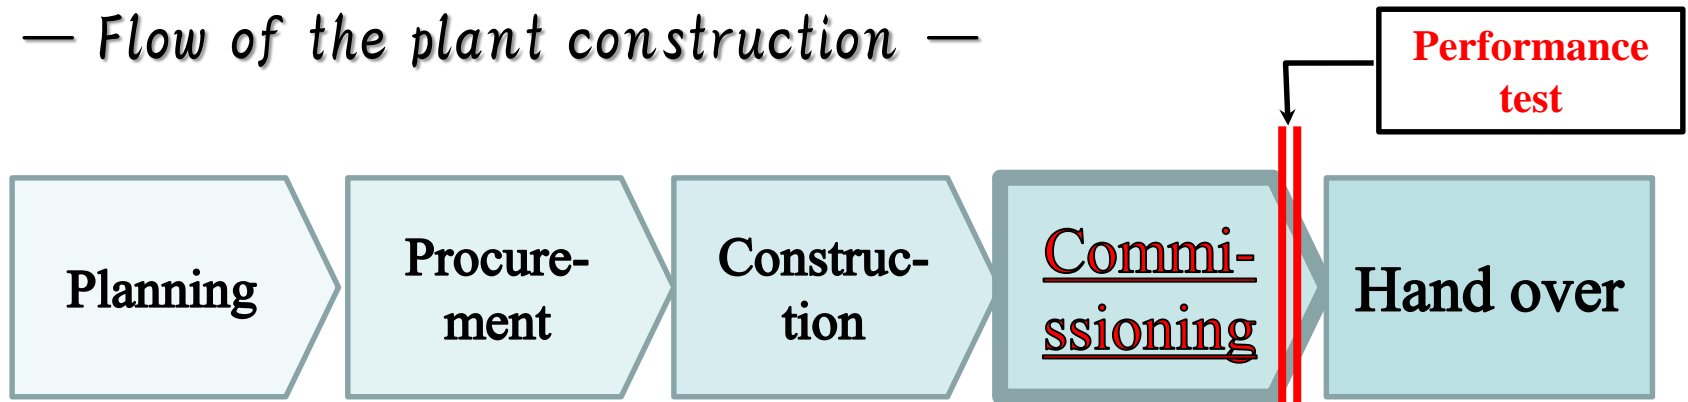 — Flow of the plant construction —
Performance
test
Planning
Procure-
ment
Construc-
tion
Commi-
ssioning
Hand over